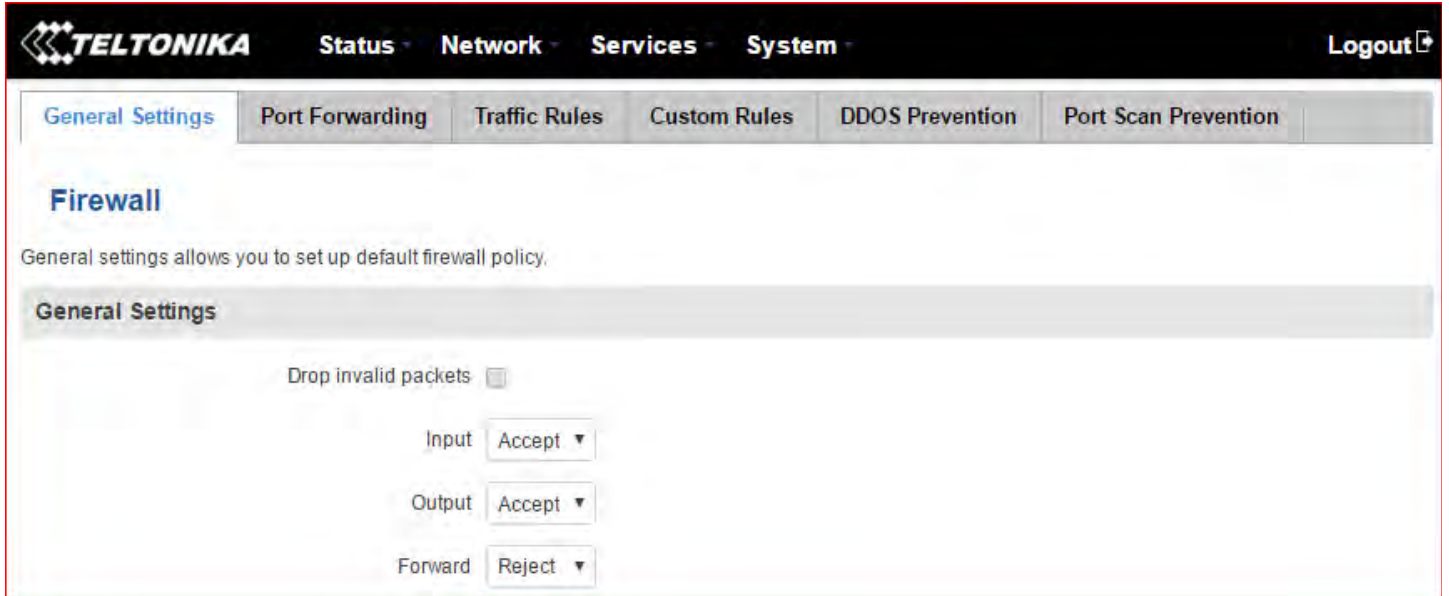 TELTONIKA Status Network Services System Logout
General Settings Port Forwarding Traffic Rules Custom Rules DDOS Prevention Port Scan Prevention
Firewall
General settings allows you to set up default firewall policy.
General Settings
Drop invalid packets
Input Accept
Output Accept
Forward Reject